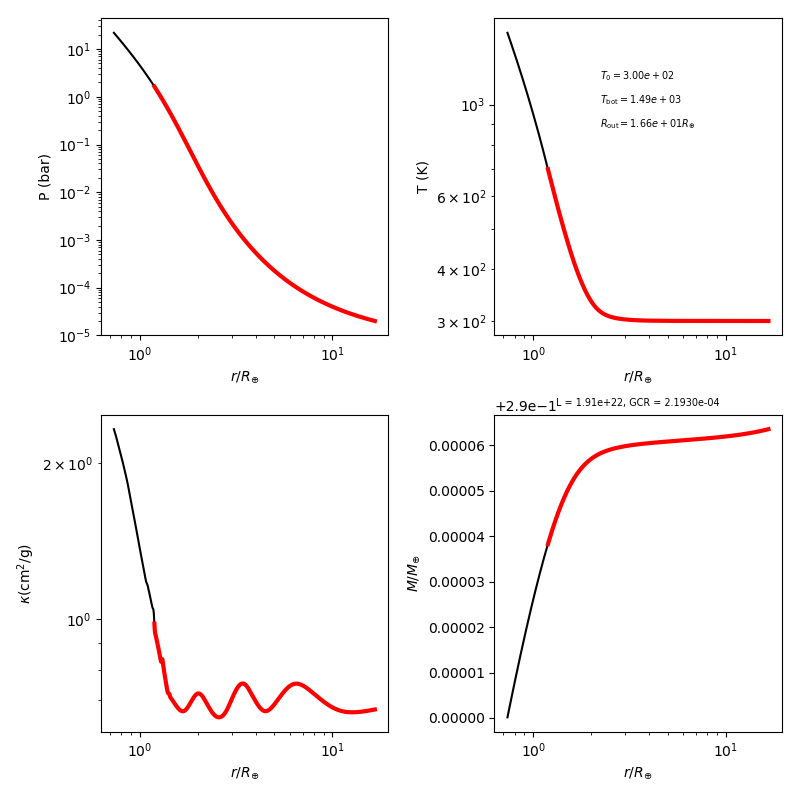 P (bar)
10¹
10⁰
10⁻¹
10⁻²
10⁻³
10⁻⁴
10⁻⁵
10⁰
10¹
r/R⊕
T (K)
10³
6 × 10²
4 × 10²
3 × 10²
T₀ = 3.00e + 02
T_bot = 1.49e + 03
R_out = 1.66e + 01R⊕
10⁰
10¹
r/R⊕
κ(cm²/g)
2 × 10⁰
10⁰
10⁰
10¹
r/R⊕
+2.9e−1
L = 1.91e+22, GCR = 2.1930e-04
M/M⊕
0.00006
0.00005
0.00004
0.00003
0.00002
0.00001
0.00000
10⁰
10¹
r/R⊕